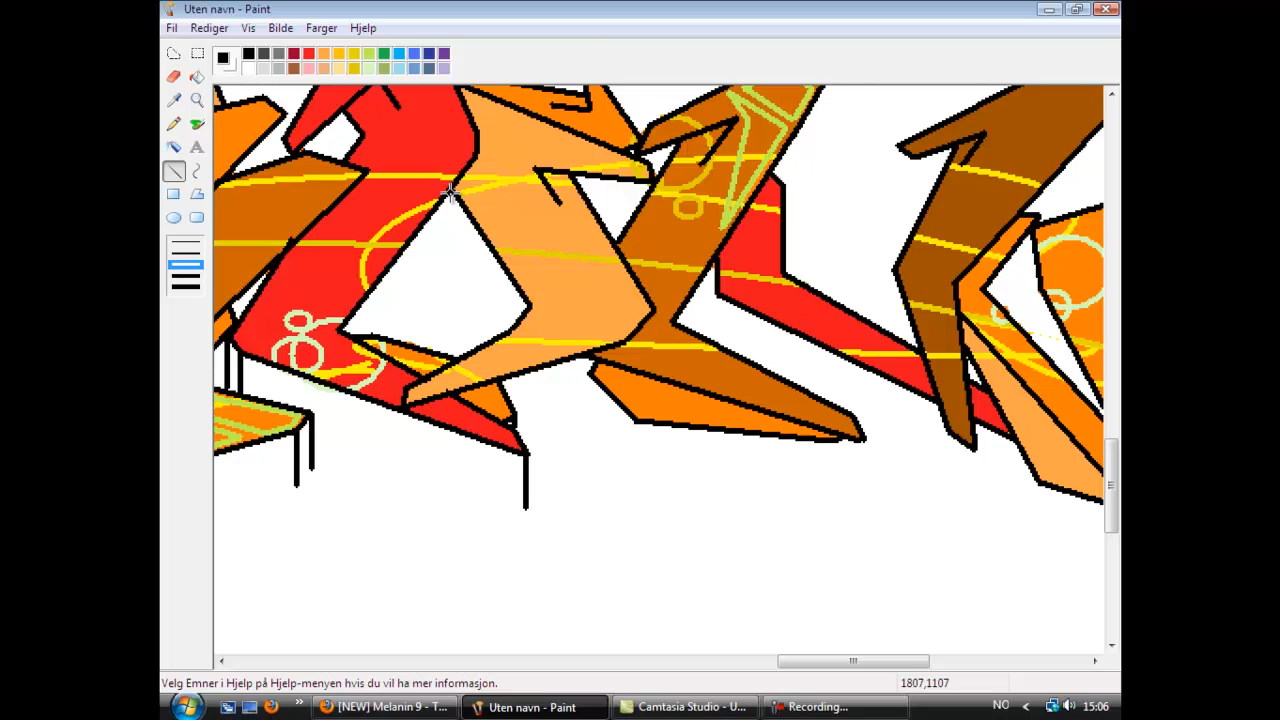 Uten navn - Paint
Fil Rediger Vis Bilde Farger Hjelp
Velg Emner i Hjelp på Hjelp-menyen hvis du vil ha mer informasjon.
1807,1107
[NEW] Melanin 9 - T...
Uten navn - Paint
Camtasia Studio - U...
Recording...
NO
15:06